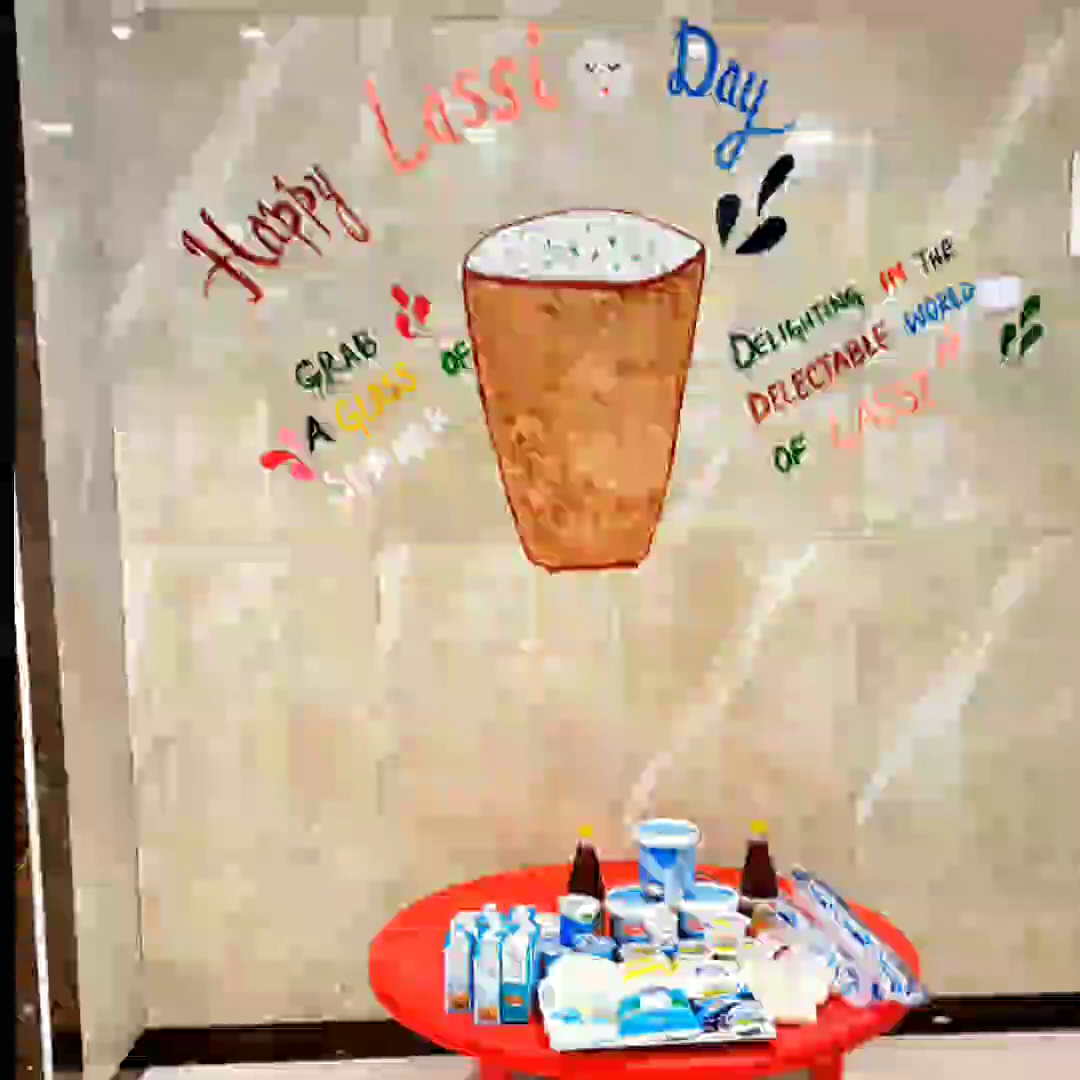 Happy Lassi Day
GRAB
A GLASS OF
DELIGHTING IN THE
DELECTABLE WORLD
OF LASSI